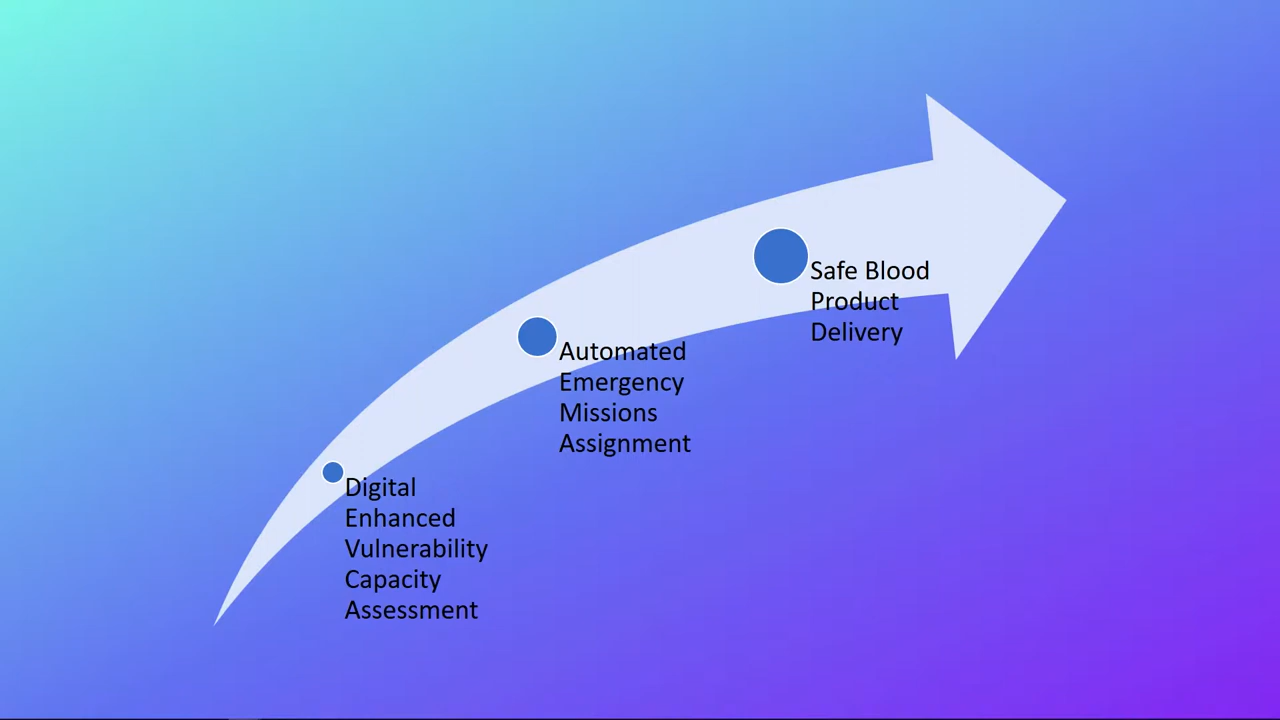 Safe Blood
Product
Delivery
Automated
Emergency
Missions
Assignment
Digital
Enhanced
Vulnerability
Capacity
Assessment